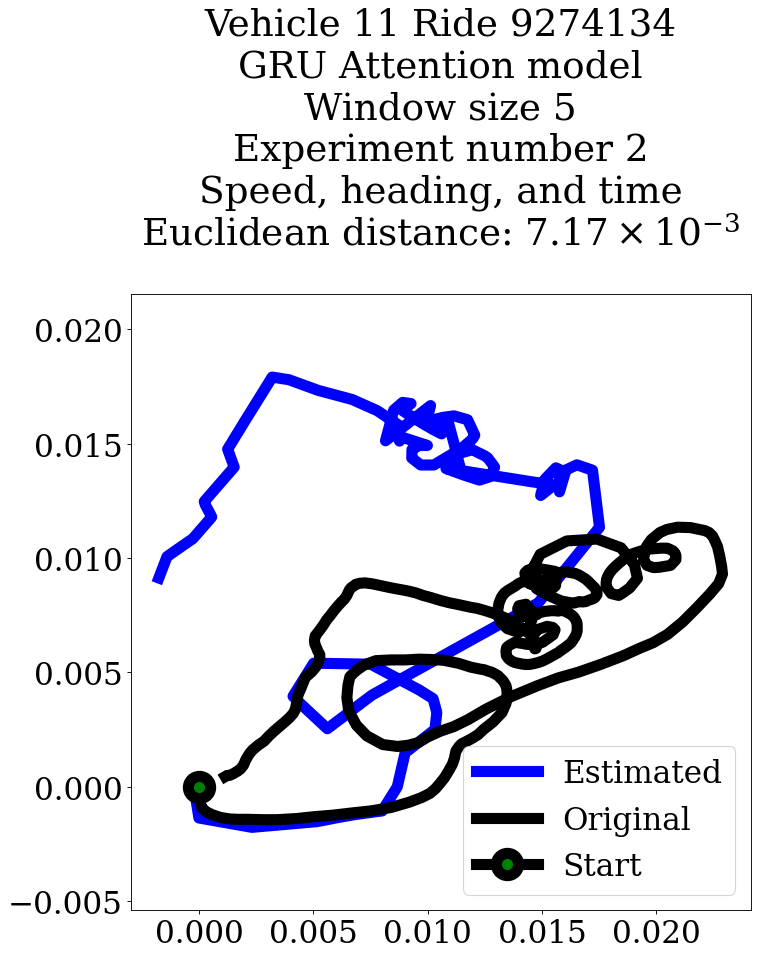 Vehicle 11 Ride 9274134
GRU Attention model
Window size 5
Experiment number 2
Speed, heading, and time
Euclidean distance: 7.17 × 10⁻³
0.020
0.015
0.010
0.005
0.000
−0.005
Estimated
Original
Start
0.000 0.005 0.010 0.015 0.020